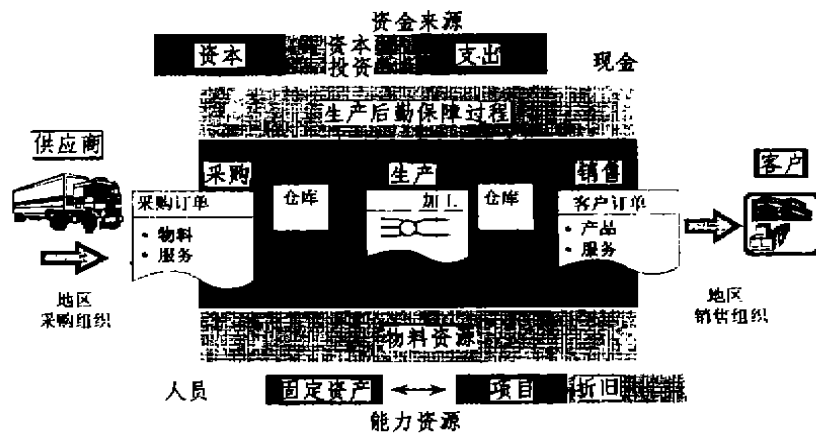 资金来源
资本
资本
投资
支出
现金
生产后勤保障过程
供应商
采购
生产
销售
客户
采购订单
• 物料
• 服务
仓库
加工
仓库
客户订单
• 产品
• 服务
地区
采购组织
地区
销售组织
物料资源
人员
固定资产
项目
折旧
能力资源